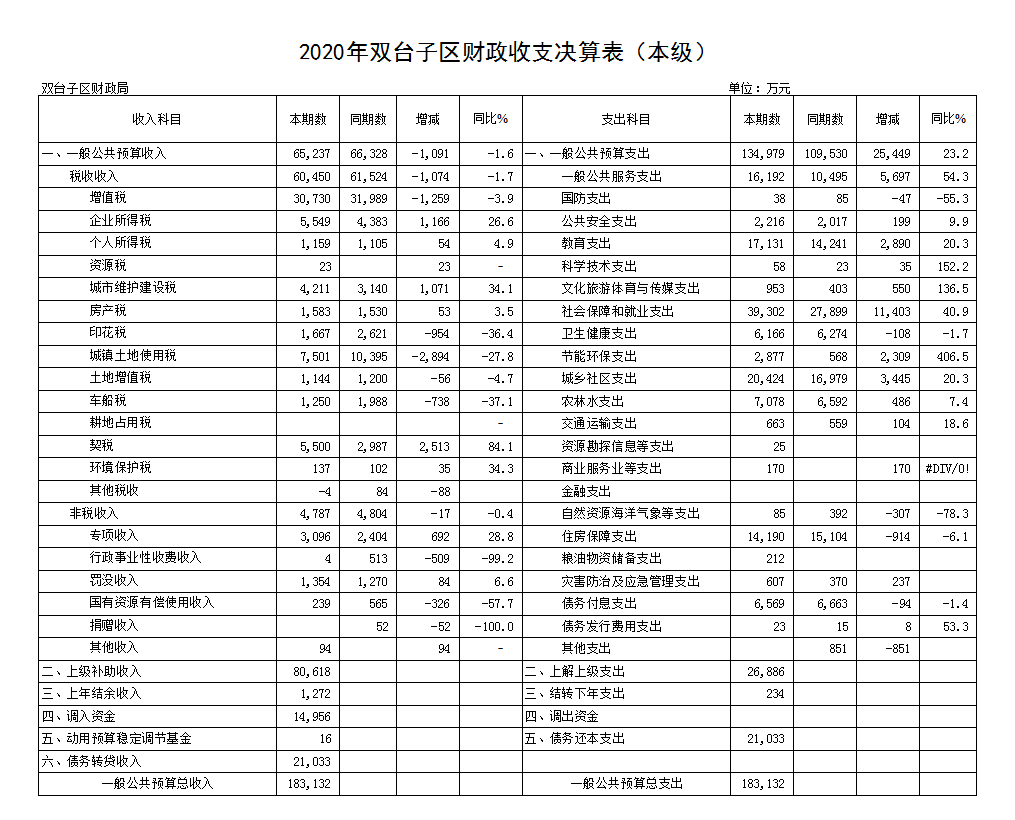 2020年双台子区财政收支决算表（本级）
双台子区财政局 单位：万元
收入科目 本期数 同期数 增减 同比% 支出科目 本期数 同期数 增减 同比%
一、一般公共预算收入 65,237 66,328 -1,091 -1.6 一、一般公共预算支出 134,979 109,530 25,449 23.2
税收收入 60,450 61,524 -1,074 -1.7 一般公共服务支出 16,192 10,495 5,697 54.3
增值税 30,730 31,989 -1,259 -3.9 国防支出 38 85 -47 -55.3
企业所得税 5,549 4,383 1,166 26.6 公共安全支出 2,216 2,017 199 9.9
个人所得税 1,159 1,105 54 4.9 教育支出 17,131 14,241 2,890 20.3
资源税 23 23 - 科学技术支出 58 23 35 152.2
城市维护建设税 4,211 3,140 1,071 34.1 文化旅游体育与传媒支出 953 403 550 136.5
房产税 1,583 1,530 53 3.5 社会保障和就业支出 39,302 27,899 11,403 40.9
印花税 1,667 2,621 -954 -36.4 卫生健康支出 6,166 6,274 -108 -1.7
城镇土地使用税 7,501 10,395 -2,894 -27.8 节能环保支出 2,877 568 2,309 406.5
土地增值税 1,144 1,200 -56 -4.7 城乡社区支出 20,424 16,979 3,445 20.3
车船税 1,250 1,988 -738 -37.1 农林水支出 7,078 6,592 486 7.4
耕地占用税 - 交通运输支出 663 559 104 18.6
契税 5,500 2,987 2,513 84.1 资源勘探信息等支出 25
环境保护税 137 102 35 34.3 商业服务业等支出 170 170 #DIV/0!
其他税收 -4 84 -88 金融支出
非税收入 4,787 4,804 -17 -0.4 自然资源海洋气象等支出 85 392 -307 -78.3
专项收入 3,096 2,404 692 28.8 住房保障支出 14,190 15,104 -914 -6.1
行政事业性收费收入 4 513 -509 -99.2 粮油物资储备支出 212
罚没收入 1,354 1,270 84 6.6 灾害防治及应急管理支出 607 370 237
国有资源有偿使用收入 239 565 -326 -57.7 债务付息支出 6,569 6,663 -94 -1.4
捐赠收入 52 -52 -100.0 债务发行费用支出 23 15 8 53.3
其他收入 94 94 - 其他支出 851 -851
二、上级补助收入 80,618 二、上解上级支出 26,886
三、上年结余收入 1,272 三、结转下年支出 234
四、调入资金 14,956 四、调出资金
五、动用预算稳定调节基金 16 五、债务还本支出 21,033
六、债务转贷收入 21,033
一般公共预算总收入 183,132 一般公共预算总支出 183,132